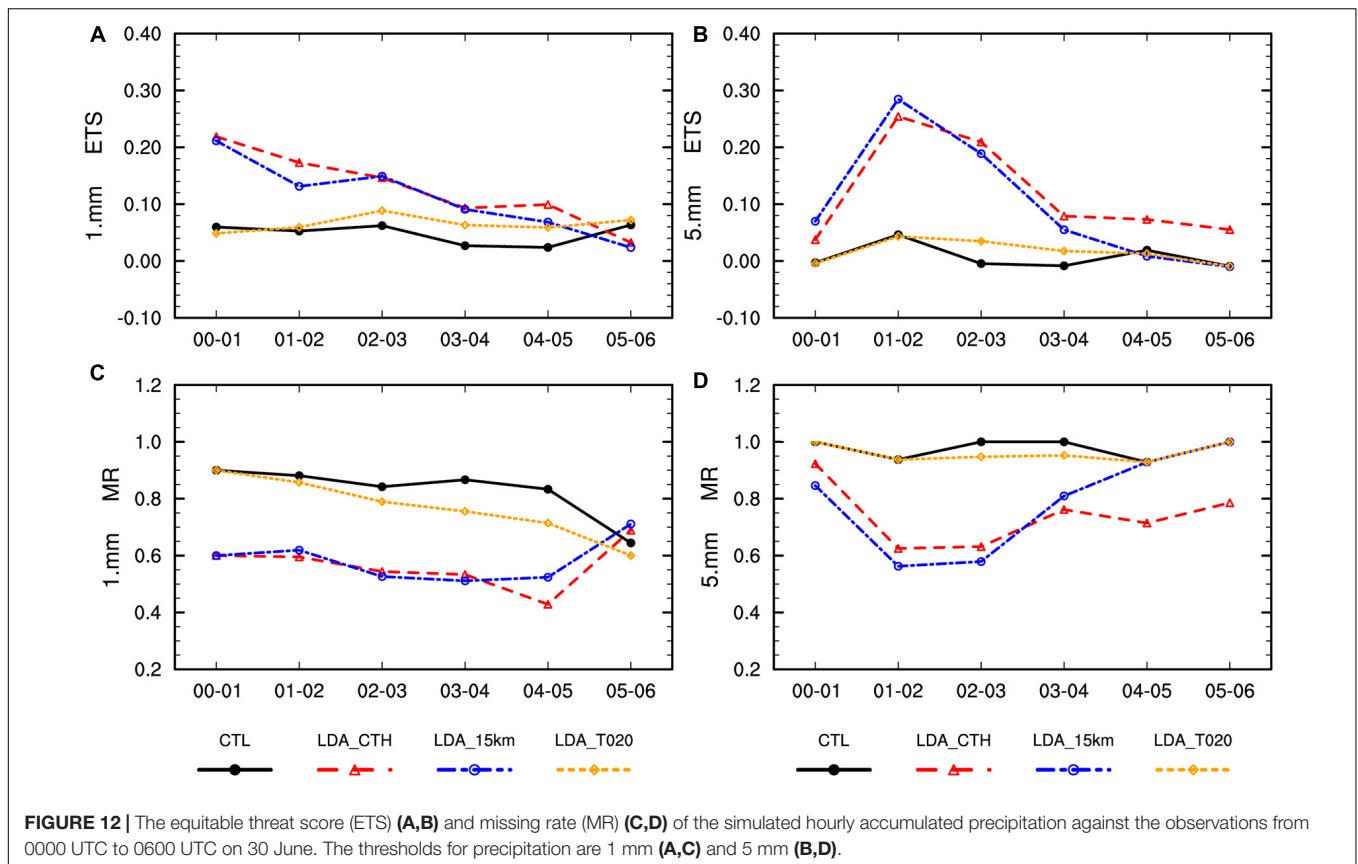 A
B
0.40
0.30
0.20
0.10
0.00
-0.10
1.mm ETS
00-01 01-02 02-03 03-04 04-05 05-06
0.40
0.30
0.20
0.10
0.00
-0.10
5.mm ETS
00-01 01-02 02-03 03-04 04-05 05-06
C
D
1.2
1.0
0.8
0.6
0.4
0.2
1.mm MR
00-01 01-02 02-03 03-04 04-05 05-06
1.2
1.0
0.8
0.6
0.4
0.2
5.mm MR
00-01 01-02 02-03 03-04 04-05 05-06
CTL LDA_CTH LDA_15km LDA_T020
CTL LDA_CTH LDA_15km LDA_T020
FIGURE 12 | The equitable threat score (ETS) (A,B) and missing rate (MR) (C,D) of the simulated hourly accumulated precipitation against the observations from
0000 UTC to 0600 UTC on 30 June. The thresholds for precipitation are 1 mm (A,C) and 5 mm (B,D).